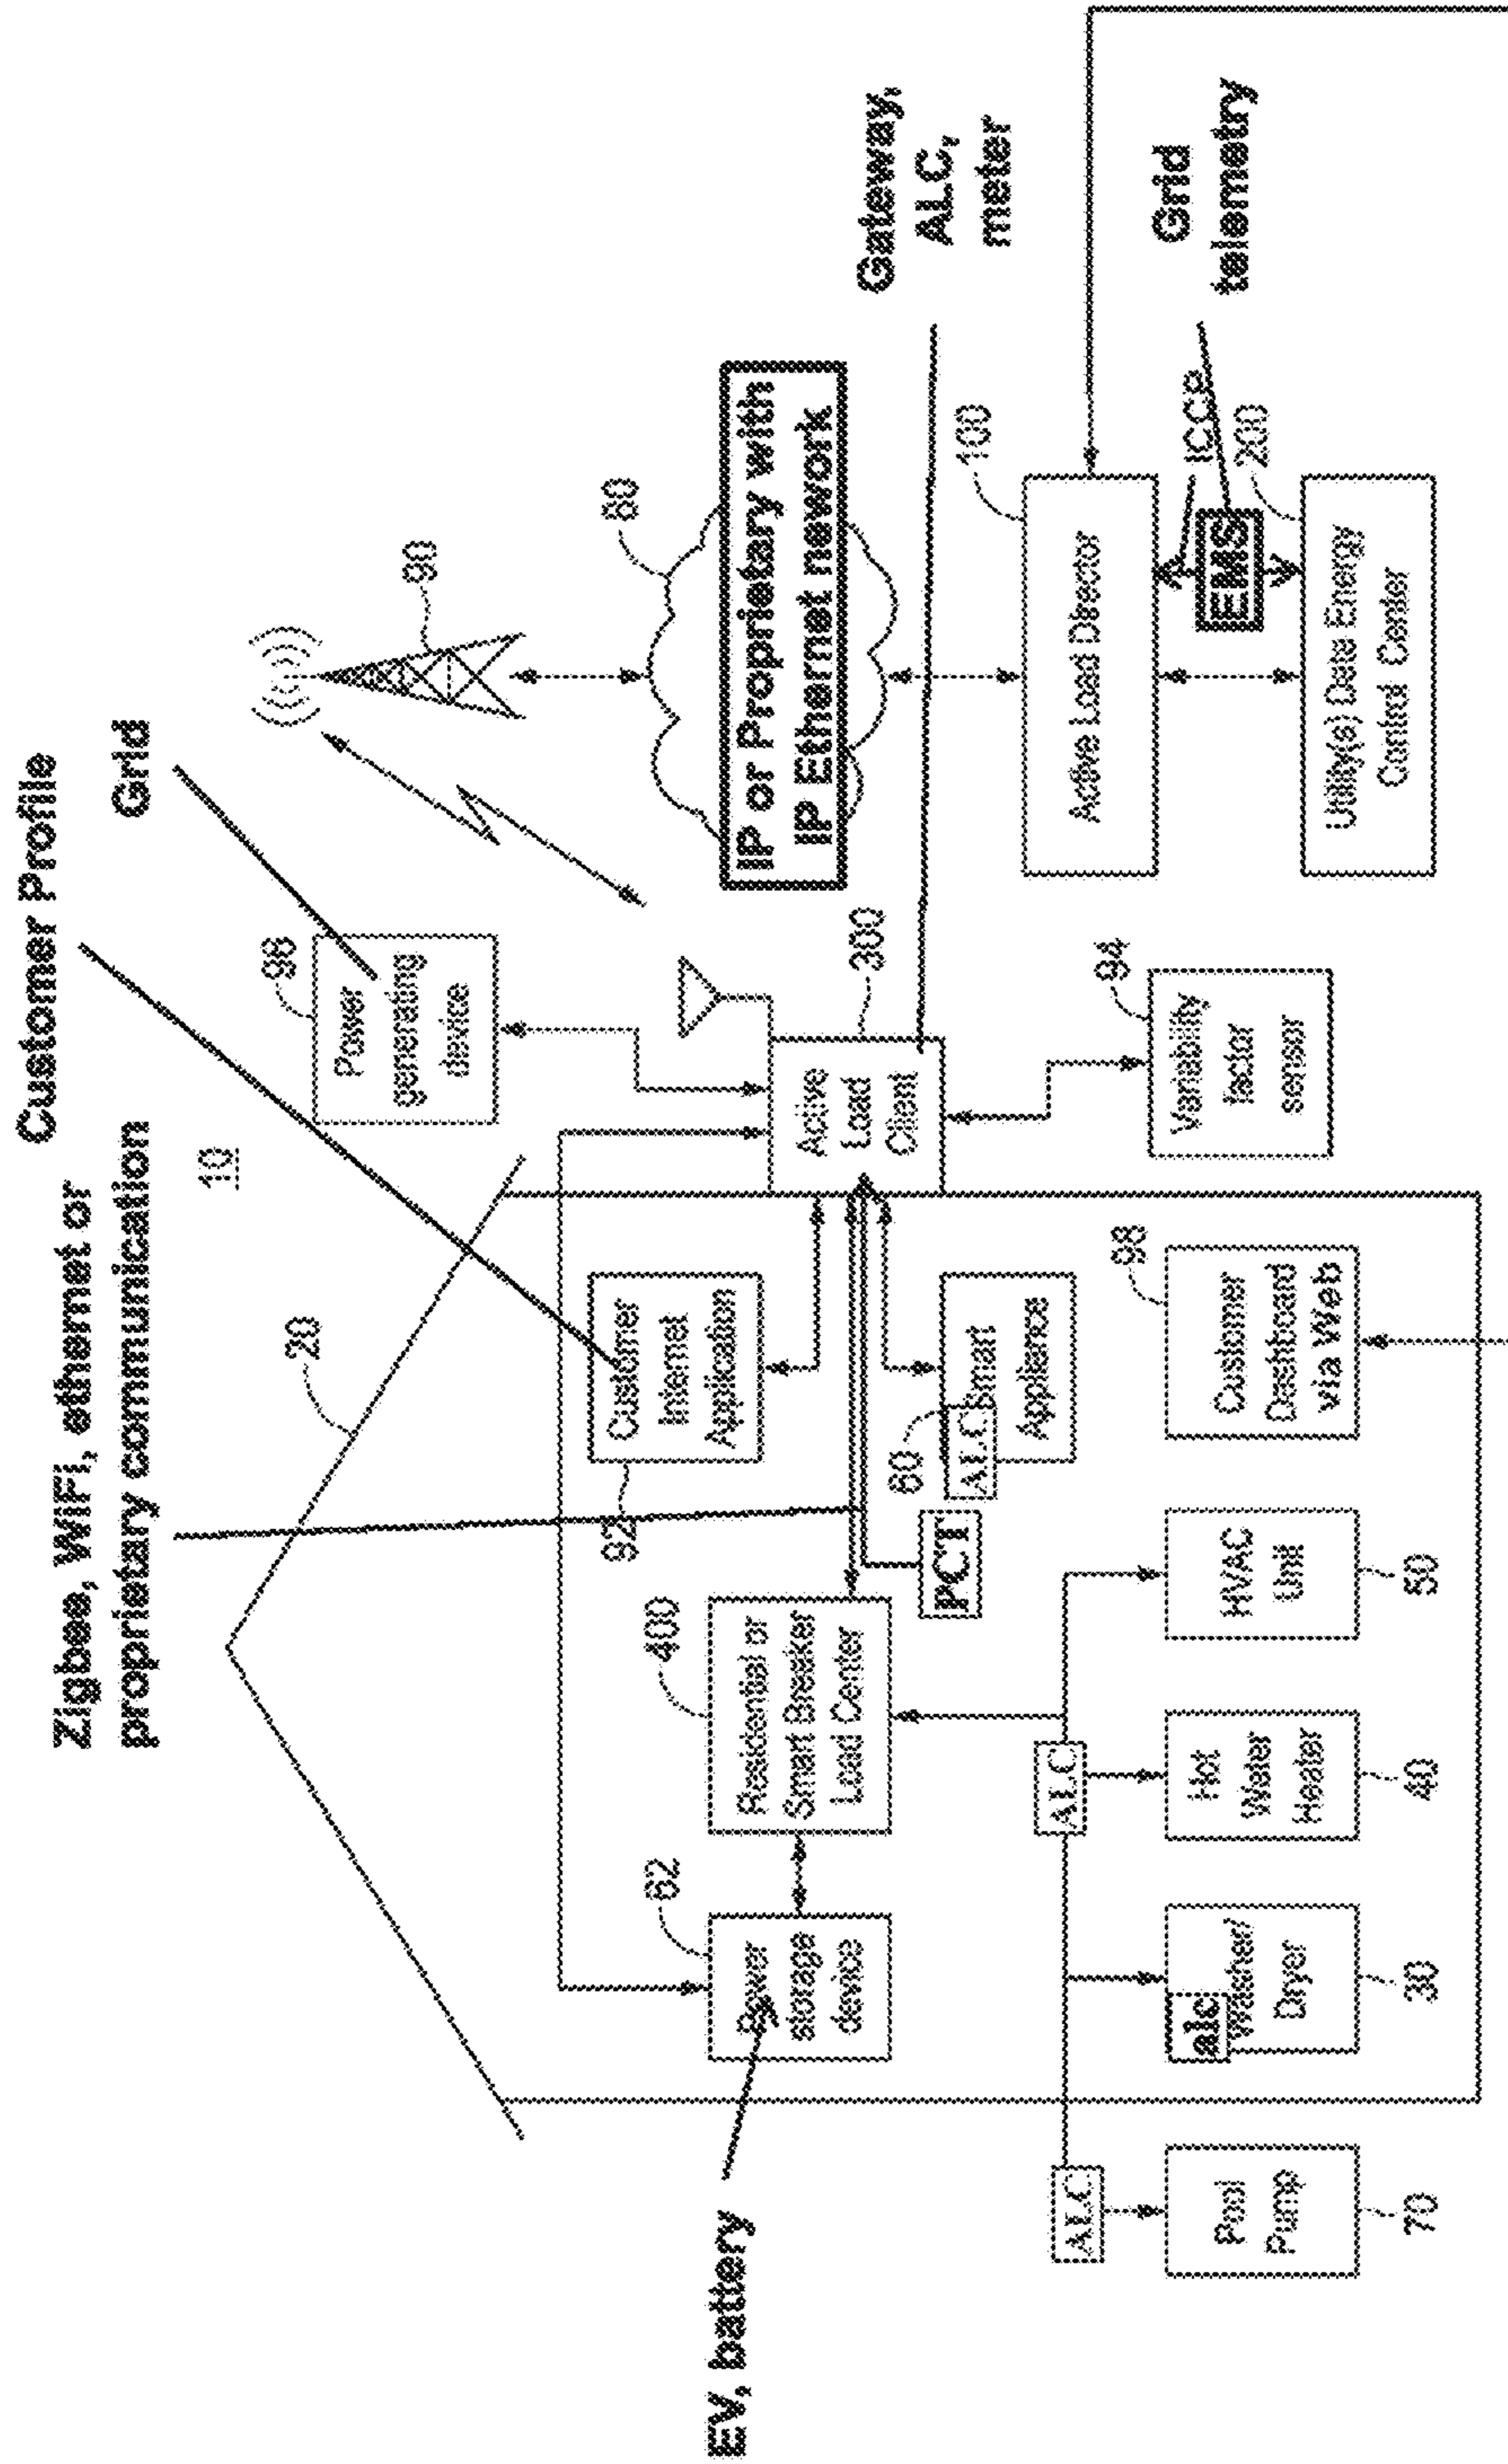 Customer Profile
Grid
Zigbee, WiFi, ethernet or
proprietary communication
10
20
90
96
Power
generating
device
80
IP or Proprietary with
IP Ethernet network
Gateway,
ALC,
meter
Grid
telemetry
EV, battery
62
Power
storage
device
400
Residential or
Smart Breaker
Load Center
92
Customer
Internet
Application
PCT
60
ALC
Smart
Appliance
Active
Load
Client
300
94
Variability
factor
sensor
100
Active Load Director
ICCP
EMS
200
Utility(s) Date Energy
Control Center
ALC
Pool
Pump
70
alc
Washer/
Dryer
30
ALC
Hot
Water
Heater
40
HVAC
Unit
50
98
Customer
Dashboard
via Web